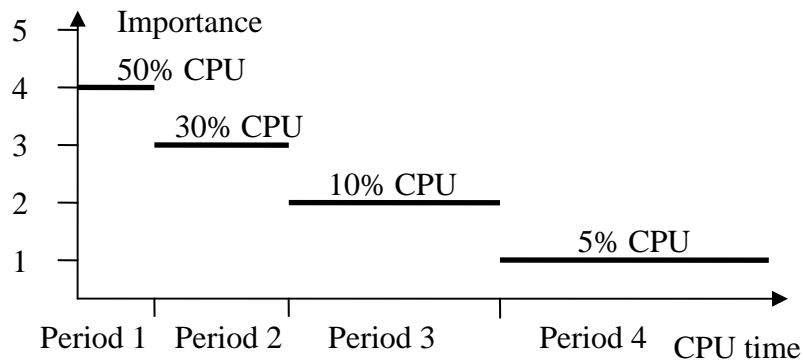 5
Importance
50% CPU
4
30% CPU
3
10% CPU
2
5% CPU
1
Period 1 Period 2 Period 3 Period 4 CPU time